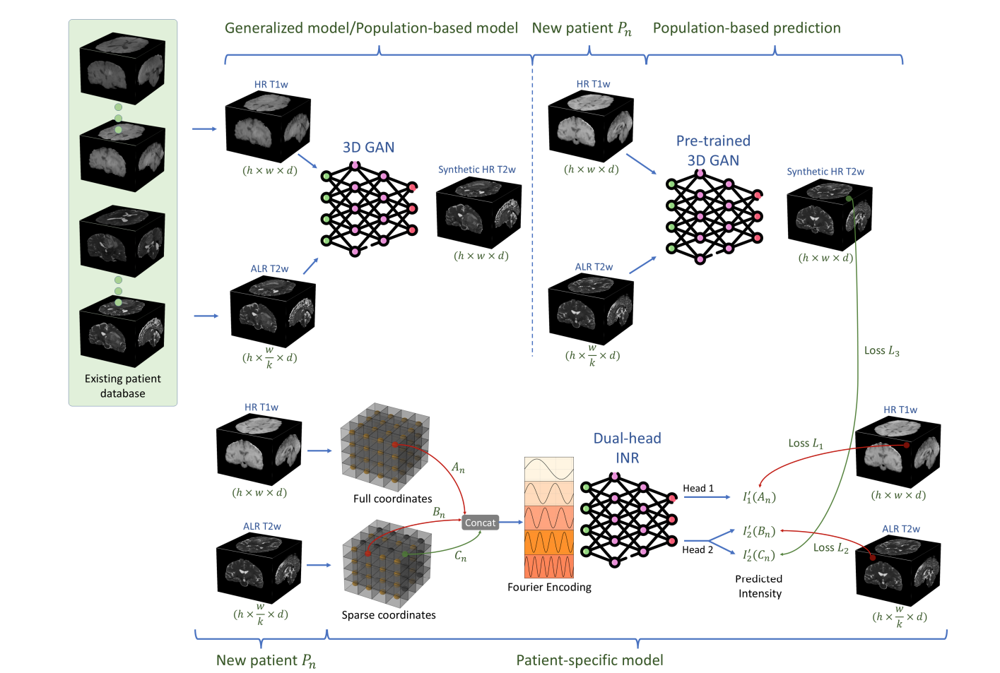 Generalized model/Population-based model
New patient Pₙ
Population-based prediction
HR T1w
(h × w × d)
3D GAN
Synthetic HR T2w
(h × w × d)
ALR T2w
(h × w/k × d)
HR T1w
(h × w × d)
Pre-trained
3D GAN
Synthetic HR T2w
(h × w × d)
ALR T2w
(h × w/k × d)
Existing patient
database
Loss L₃
HR T1w
(h × w × d)
Full coordinates
Aₙ
Bₙ
Concat
Cₙ
ALR T2w
(h × w/k × d)
Sparse coordinates
Fourier Encoding
Dual-head
INR
Head 1
Head 2
I′₁(Aₙ)
I′₂(Bₙ)
I′₂(Cₙ)
Predicted
Intensity
Loss L₁
Loss L₂
HR T1w
(h × w × d)
ALR T2w
(h × w/k × d)
New patient Pₙ
Patient-specific model